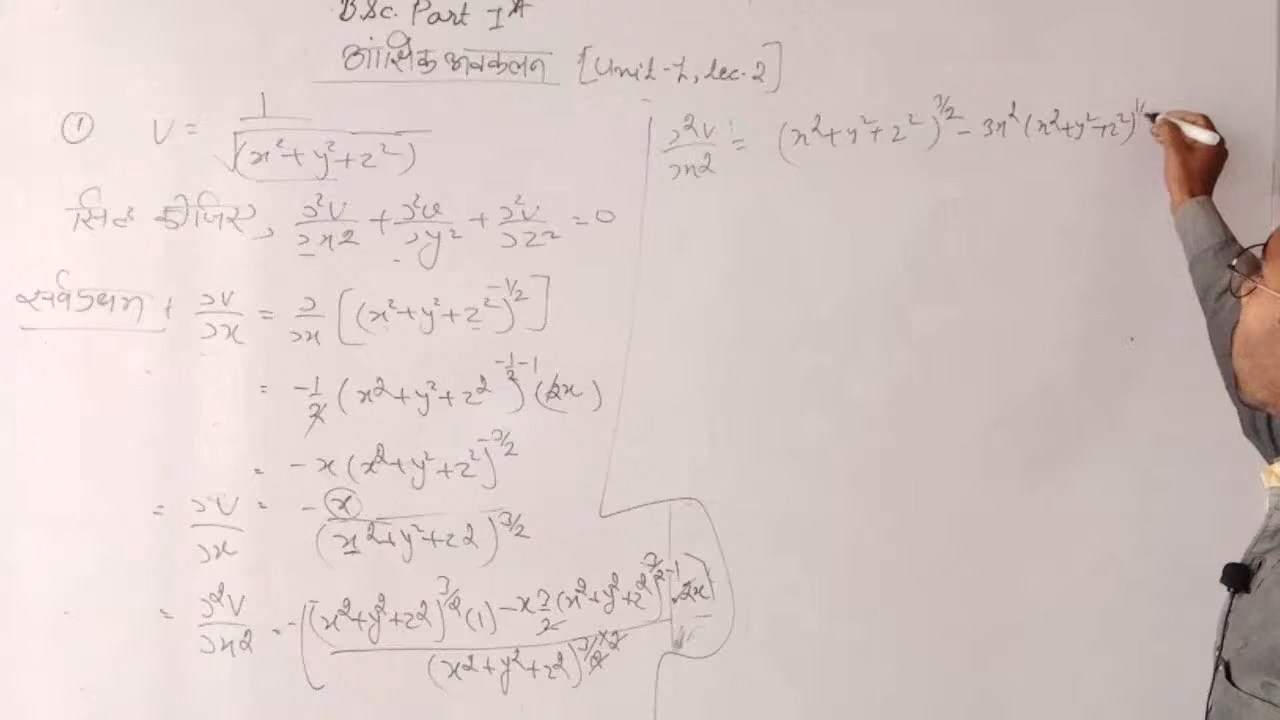 B.Sc. Part Ist
आंशिक अवकलन [Unit-1, Lec. 2]
① V = 1/√(x²+y²+z²)
सिद्ध कीजिए, ∂²V/∂x2 + ∂²V/∂y² + ∂²V/∂z² = 0
सर्वप्रथम, ∂V/∂x = ∂/∂x [(x²+y²+z²)^-1/2]
= -1/2 (x²+y²+z²)^(-1/2-1) (2x)
= -x(x²+y²+z²)^-3/2
= ∂V/∂x = -x/(x²+y²+z2)^3/2
= ∂²V/∂x2 = -[((x²+y²+z2)^3/2 (1) - x 3/2 (x²+y²+z²)^(3/2-1) · 2x)/(x²+y²+z²)^(3/2×2)]
∂²V/∂x2 = (x²+y²+z²)^3/2 - 3x²(x²+y²+z²)^1/